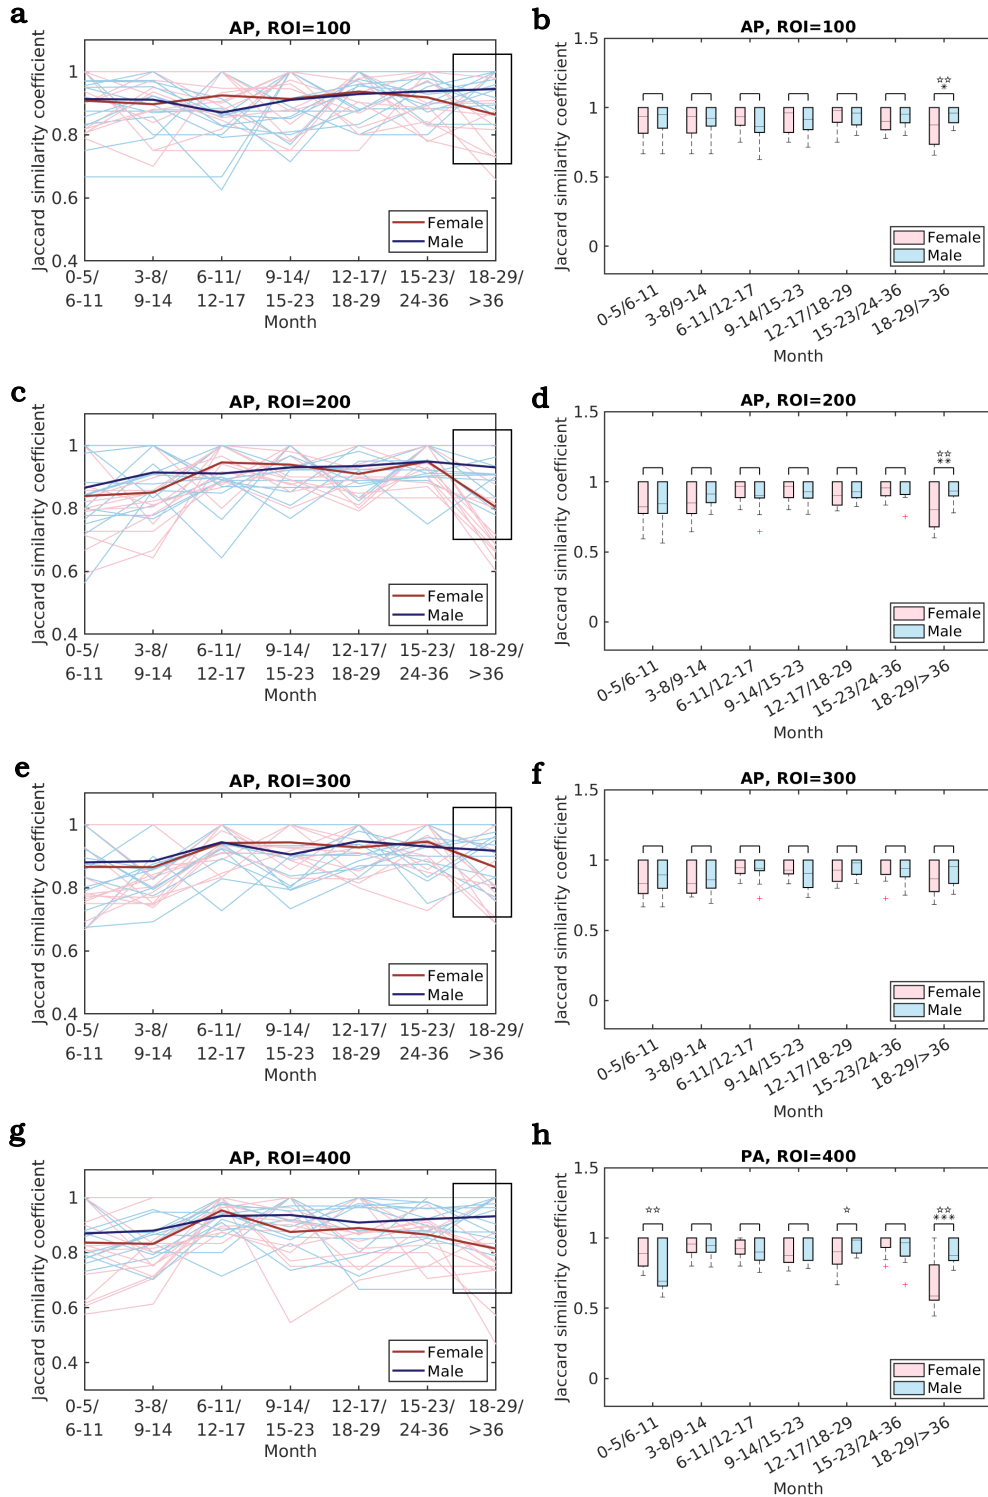 a
AP, ROI=100
Jaccard similarity coefficient
1
0.8
0.6
0.4
Female
Male
0-5/ 3-8/ 6-11/ 9-14/ 12-17/ 15-23/ 18-29/
6-11 9-14 12-17 15-23 18-29 24-36 >36
Month
b
AP, ROI=100
Jaccard similarity coefficient
1.5
1
0.5
0
☆☆
*
Female
Male
0-5/6-11 3-8/9-14 6-11/12-17 9-14/15-23 12-17/18-29 15-23/24-36 18-29/>36
Month
c
AP, ROI=200
Jaccard similarity coefficient
1
0.8
0.6
0.4
Female
Male
0-5/ 3-8/ 6-11/ 9-14/ 12-17/ 15-23/ 18-29/
6-11 9-14 12-17 15-23 18-29 24-36 >36
Month
d
AP, ROI=200
Jaccard similarity coefficient
1.5
1
0.5
0
☆☆
**
Female
Male
0-5/6-11 3-8/9-14 6-11/12-17 9-14/15-23 12-17/18-29 15-23/24-36 18-29/>36
Month
e
AP, ROI=300
Jaccard similarity coefficient
1
0.8
0.6
0.4
Female
Male
0-5/ 3-8/ 6-11/ 9-14/ 12-17/ 15-23/ 18-29/
6-11 9-14 12-17 15-23 18-29 24-36 >36
Month
f
AP, ROI=300
Jaccard similarity coefficient
1.5
1
0.5
0
Female
Male
0-5/6-11 3-8/9-14 6-11/12-17 9-14/15-23 12-17/18-29 15-23/24-36 18-29/>36
Month
g
AP, ROI=400
Jaccard similarity coefficient
1
0.8
0.6
0.4
Female
Male
0-5/ 3-8/ 6-11/ 9-14/ 12-17/ 15-23/ 18-29/
6-11 9-14 12-17 15-23 18-29 24-36 >36
Month
h
PA, ROI=400
Jaccard similarity coefficient
1.5
1
0.5
0
☆☆ ☆ ☆☆
***
Female
Male
0-5/6-11 3-8/9-14 6-11/12-17 9-14/15-23 12-17/18-29 15-23/24-36 18-29/>36
Month